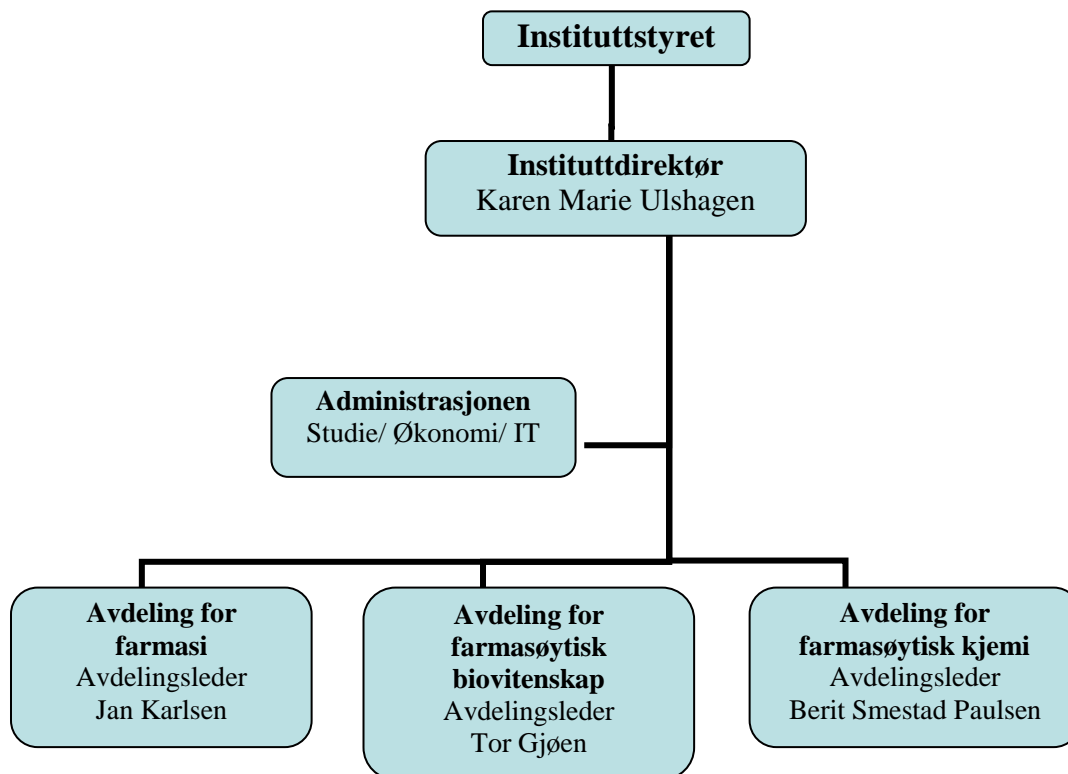 Instituttstyret
Instituttdirektør
Karen Marie Ulshagen
Administrasjonen
Studie/ Økonomi/ IT
Avdeling for
farmasi
Avdelingsleder
Jan Karlsen
Avdeling for
farmasøytisk
biovitenskap
Avdelingsleder
Tor Gjøen
Avdeling for
farmasøytisk kjemi
Avdelingsleder
Berit Smestad Paulsen